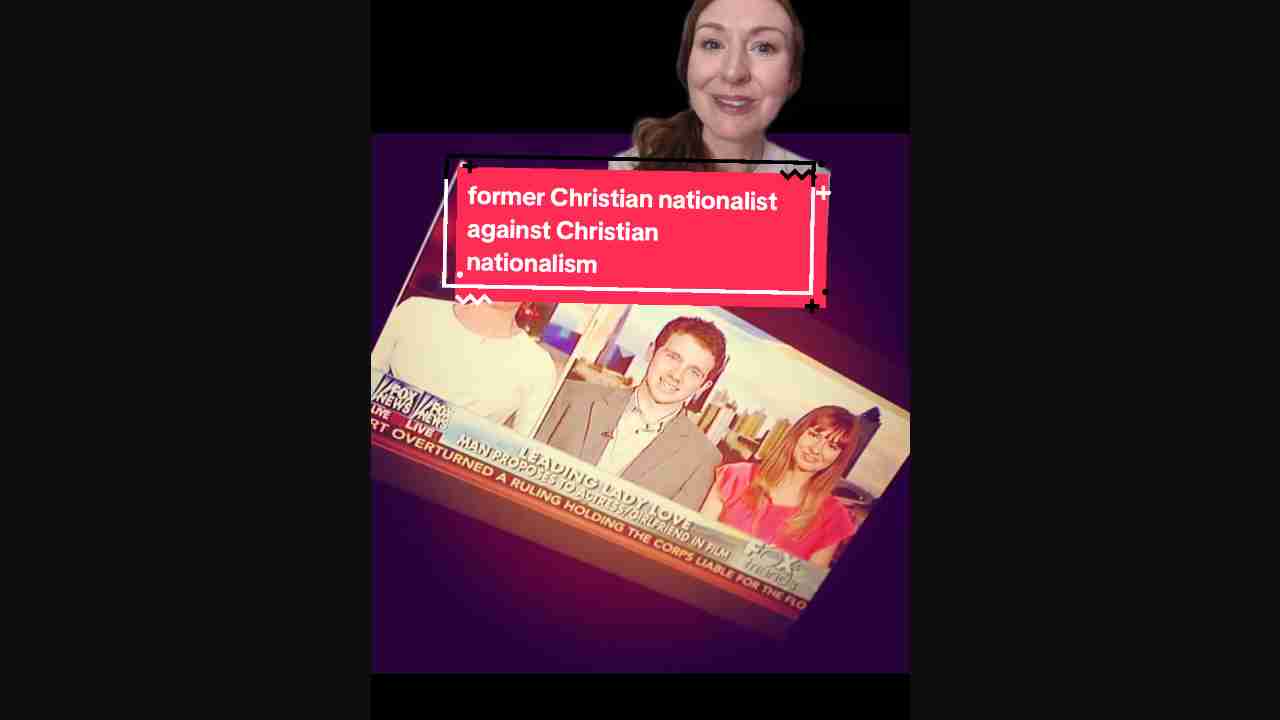 former Christian nationalist
against Christian
nationalism
FOX
NEWS
FOX
NEWS
LIVE
LIVE
LEADING LADY LOVE
MAN PROPOSES TO ACTRESS/GIRLFRIEND IN FILM
RT OVERTURNED A RULING HOLDING THE CORPS LIABLE FOR THE FLO
FOX
friends